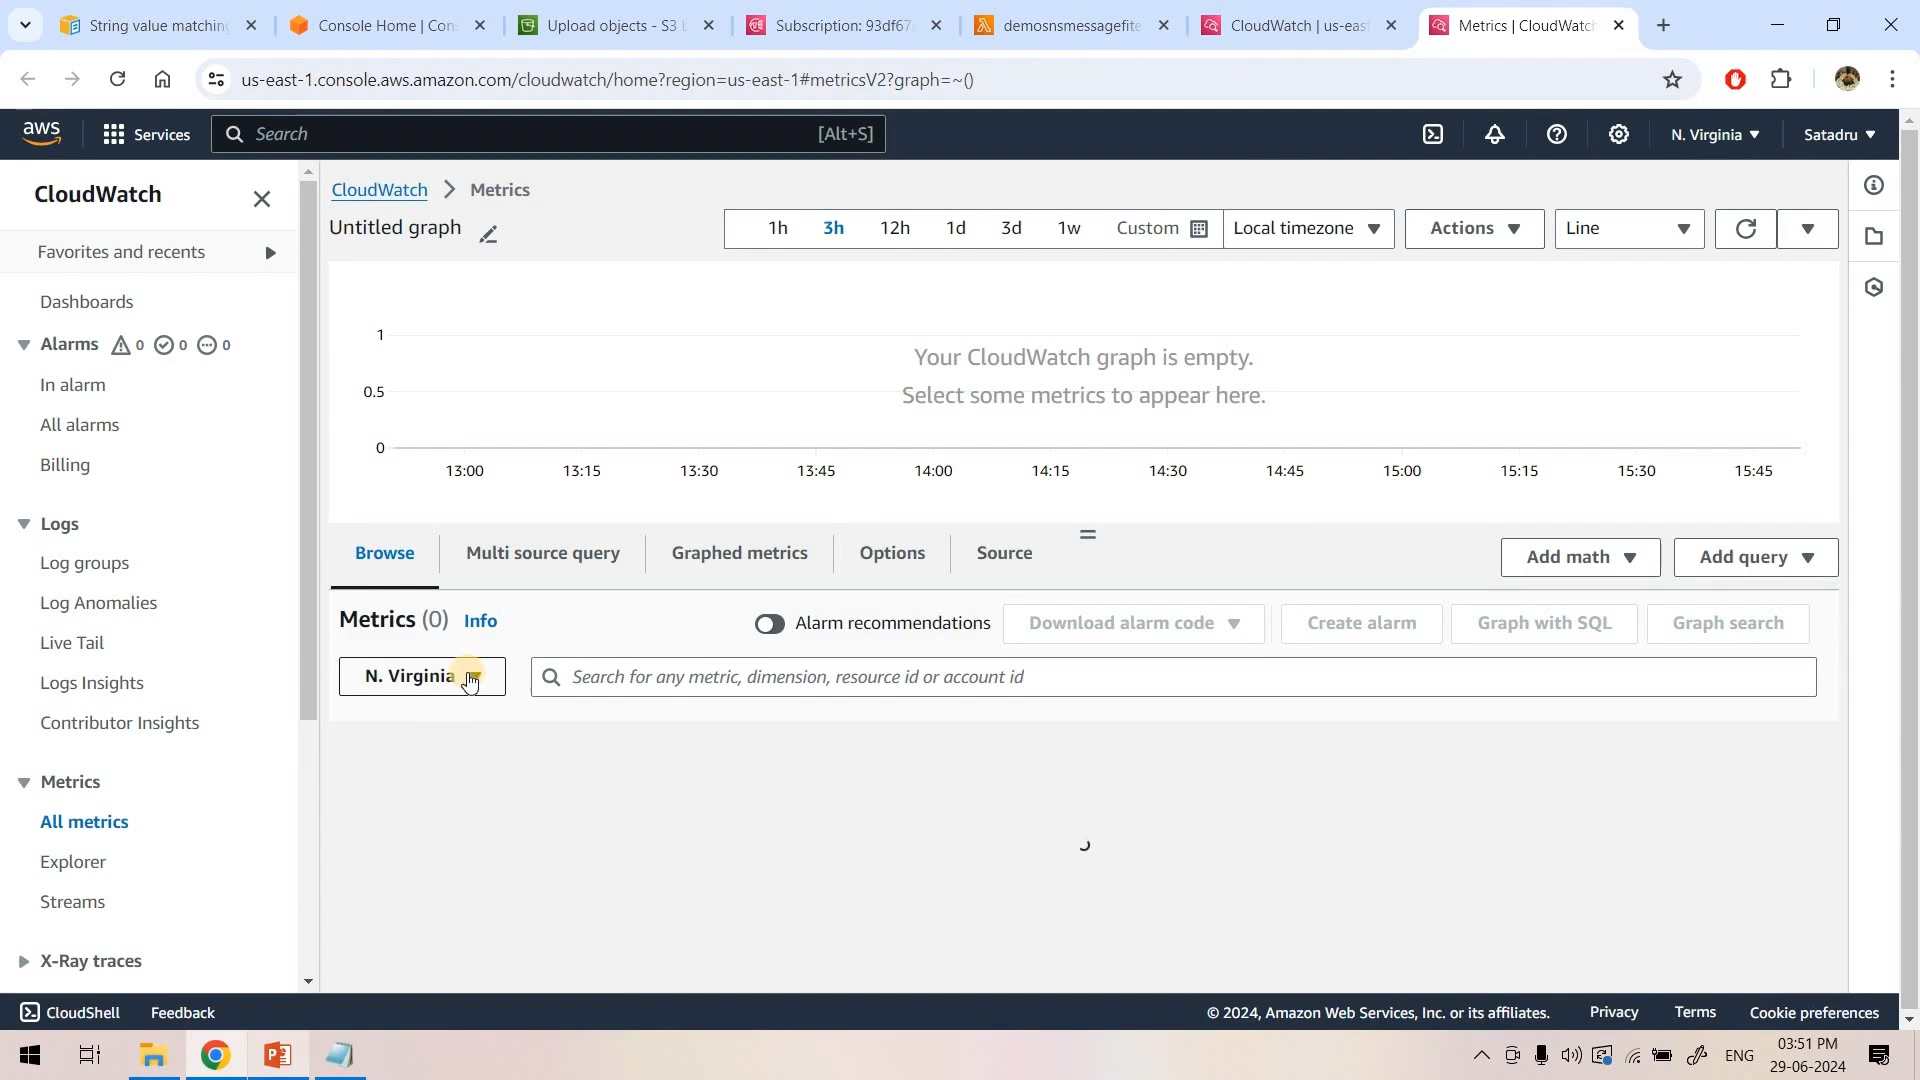 String value matching
Console Home | Con
Upload objects - S3 b
Subscription: 93df67
demosnsmessagefite
CloudWatch | us-eas
Metrics | CloudWatc
us-east-1.console.aws.amazon.com/cloudwatch/home?region=us-east-1#metricsV2?graph=~()
aws
Services
Search
[Alt+S]
N. Virginia
Satadru
CloudWatch
Favorites and recents
Dashboards
Alarms 0 0 0
In alarm
All alarms
Billing
Logs
Log groups
Log Anomalies
Live Tail
Logs Insights
Contributor Insights
Metrics
All metrics
Explorer
Streams
X-Ray traces
CloudWatch > Metrics
Untitled graph
1h 3h 12h 1d 3d 1w Custom
Local timezone
Actions
Line
1
0.5
0
Your CloudWatch graph is empty.
Select some metrics to appear here.
13:00 13:15 13:30 13:45 14:00 14:15 14:30 14:45 15:00 15:15 15:30 15:45
Browse
Multi source query
Graphed metrics
Options
Source
Add math
Add query
Metrics (0) Info
Alarm recommendations
Download alarm code
Create alarm
Graph with SQL
Graph search
N. Virginia
Search for any metric, dimension, resource id or account id
CloudShell
Feedback
© 2024, Amazon Web Services, Inc. or its affiliates.
Privacy
Terms
Cookie preferences
ENG
03:51 PM
29-06-2024